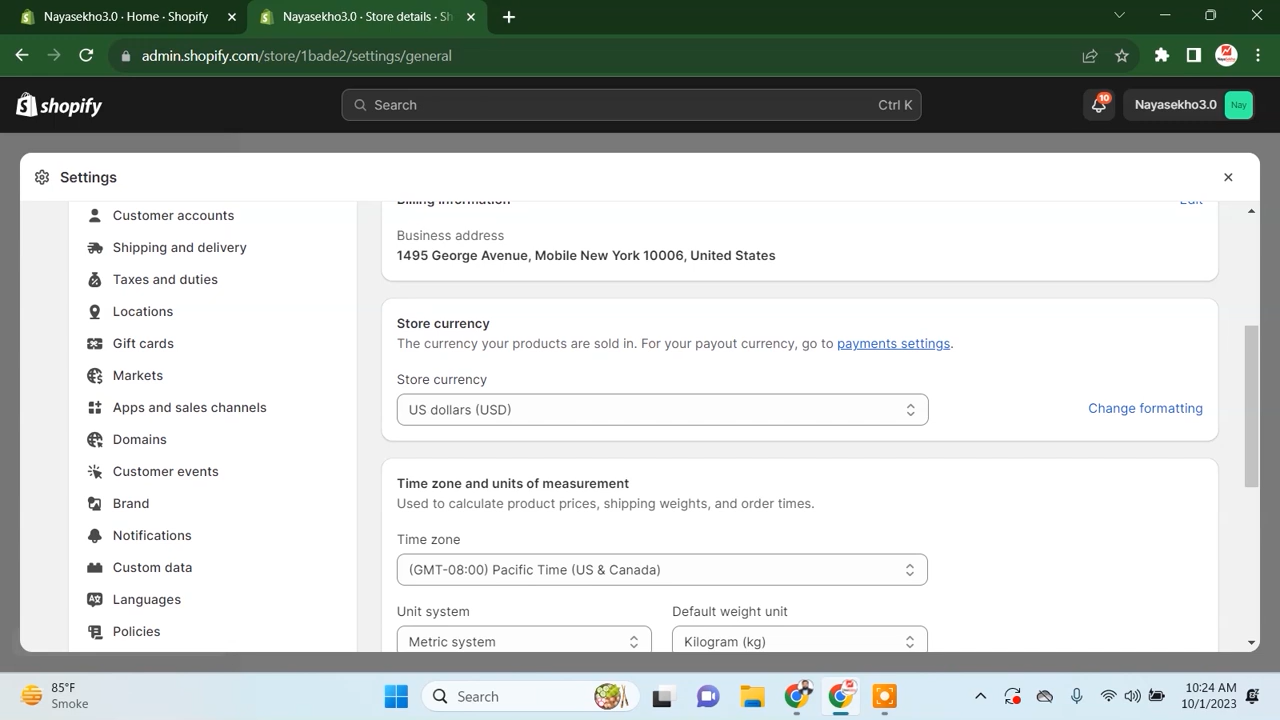 Nayasekho3.0 · Home · Shopify
Nayasekho3.0 · Store details · Sh
admin.shopify.com/store/1bade2/settings/general
shopify
Search
Ctrl K
10
Nayasekho3.0
Nay
Settings
Customer accounts
Shipping and delivery
Taxes and duties
Locations
Gift cards
Markets
Apps and sales channels
Domains
Customer events
Brand
Notifications
Custom data
Languages
Policies
Billing information
Edit
Business address
1495 George Avenue, Mobile New York 10006, United States
Store currency
The currency your products are sold in. For your payout currency, go to payments settings.
Store currency
US dollars (USD)
Change formatting
Time zone and units of measurement
Used to calculate product prices, shipping weights, and order times.
Time zone
(GMT-08:00) Pacific Time (US & Canada)
Unit system
Default weight unit
Metric system
Kilogram (kg)
85°F
Smoke
Search
10:24 AM
10/1/2023